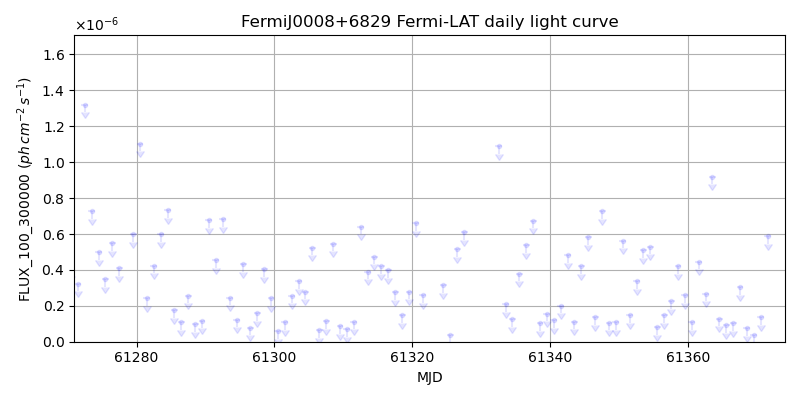 FermiJ0008+6829 Fermi-LAT daily light curve
×10⁻⁶
1.6
1.4
1.2
1.0
0.8
0.6
0.4
0.2
0.0
FLUX_100_300000 (ph cm⁻² s⁻¹)
61280 61300 61320 61340 61360
MJD